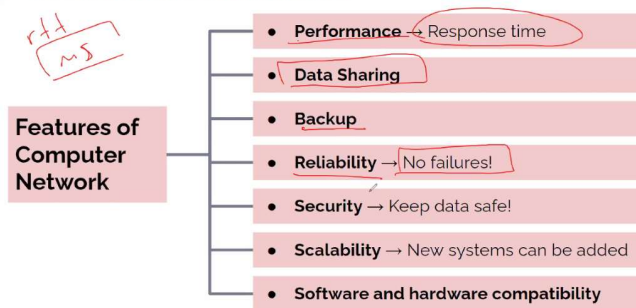 rtt
ms
Features of
Computer
Network
• Performance → Response time
• Data Sharing
• Backup
• Reliability → No failures!
• Security → Keep data safe!
• Scalability → New systems can be added
• Software and hardware compatibility